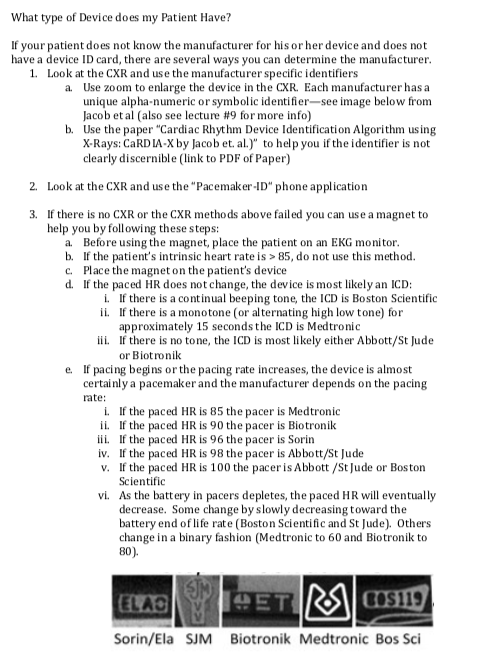 What type of Device does my Patient Have?
If your patient does not know the manufacturer for his or her device and does not
have a device ID card, there are several ways you can determine the manufacturer.
1. Look at the CXR and use the manufacturer specific identifiers
a. Use zoom to enlarge the device in the CXR. Each manufacturer has a
unique alpha-numeric or symbolic identifier—see image below from
Jacob et al (also see lecture #9 for more info)
b. Use the paper "Cardiac Rhythm Device Identification Algorithm using
X-Rays: CaRDIA-X by Jacob et. al.)" to help you if the identifier is not
clearly discernible (link to PDF of Paper)
2. Look at the CXR and use the "Pacemaker-ID" phone application
3. If there is no CXR or the CXR methods above failed you can use a magnet to
help you by following these steps:
a. Before using the magnet, place the patient on an EKG monitor.
b. If the patient's intrinsic heart rate is > 85, do not use this method.
c. Place the magnet on the patient's device
d. If the paced HR does not change, the device is most likely an ICD:
i. If there is a continual beeping tone, the ICD is Boston Scientific
ii. If there is a monotone (or alternating high low tone) for
approximately 15 seconds the ICD is Medtronic
iii. If there is no tone, the ICD is most likely either Abbott/St Jude
or Biotronik
e. If pacing begins or the pacing rate increases, the device is almost
certainly a pacemaker and the manufacturer depends on the pacing
rate:
i. If the paced HR is 85 the pacer is Medtronic
ii. If the paced HR is 90 the pacer is Biotronik
iii. If the paced HR is 96 the pacer is Sorin
iv. If the paced HR is 98 the pacer is Abbott/St Jude
v. If the paced HR is 100 the pacer is Abbott /St Jude or Boston
Scientific
vi. As the battery in pacers depletes, the paced HR will eventually
decrease. Some change by slowly decreasing toward the
battery end of life rate (Boston Scientific and St Jude). Others
change in a binary fashion (Medtronic to 60 and Biotronik to
80).
ELAO SJM BOS119
Sorin/Ela SJM Biotronik Medtronic Bos Sci